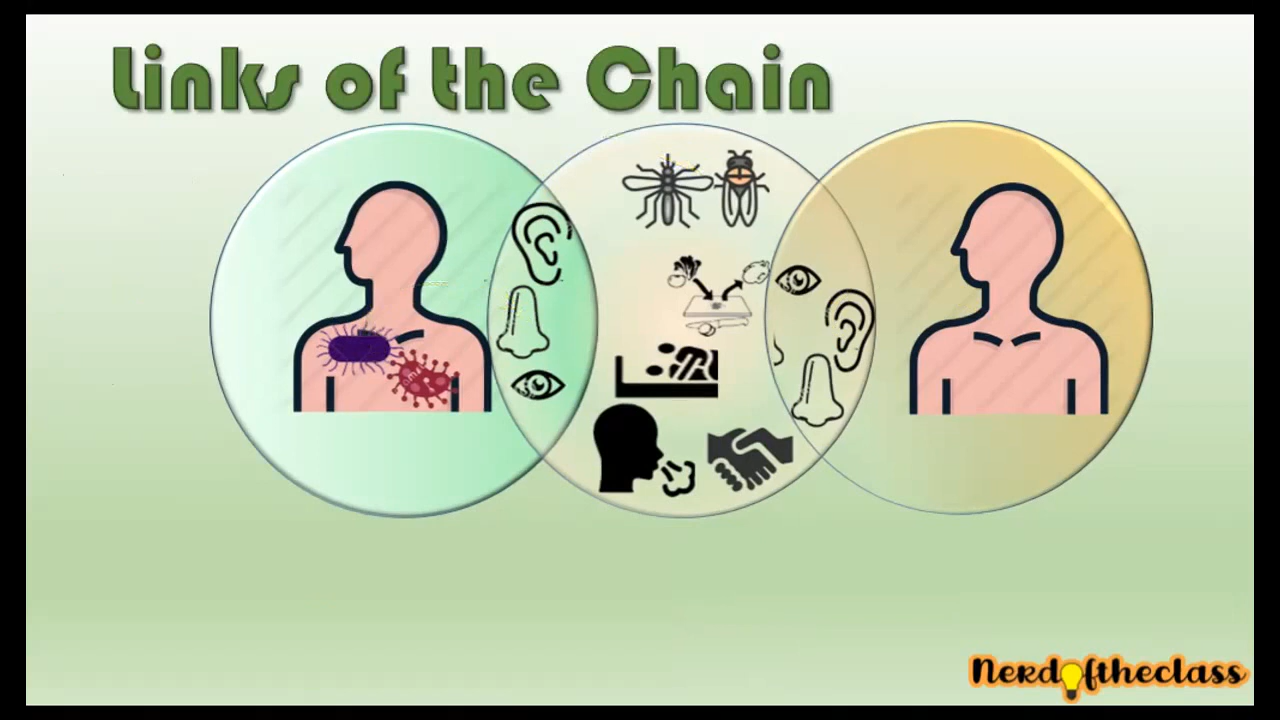 Links of the Chain
Nerdoftheclass